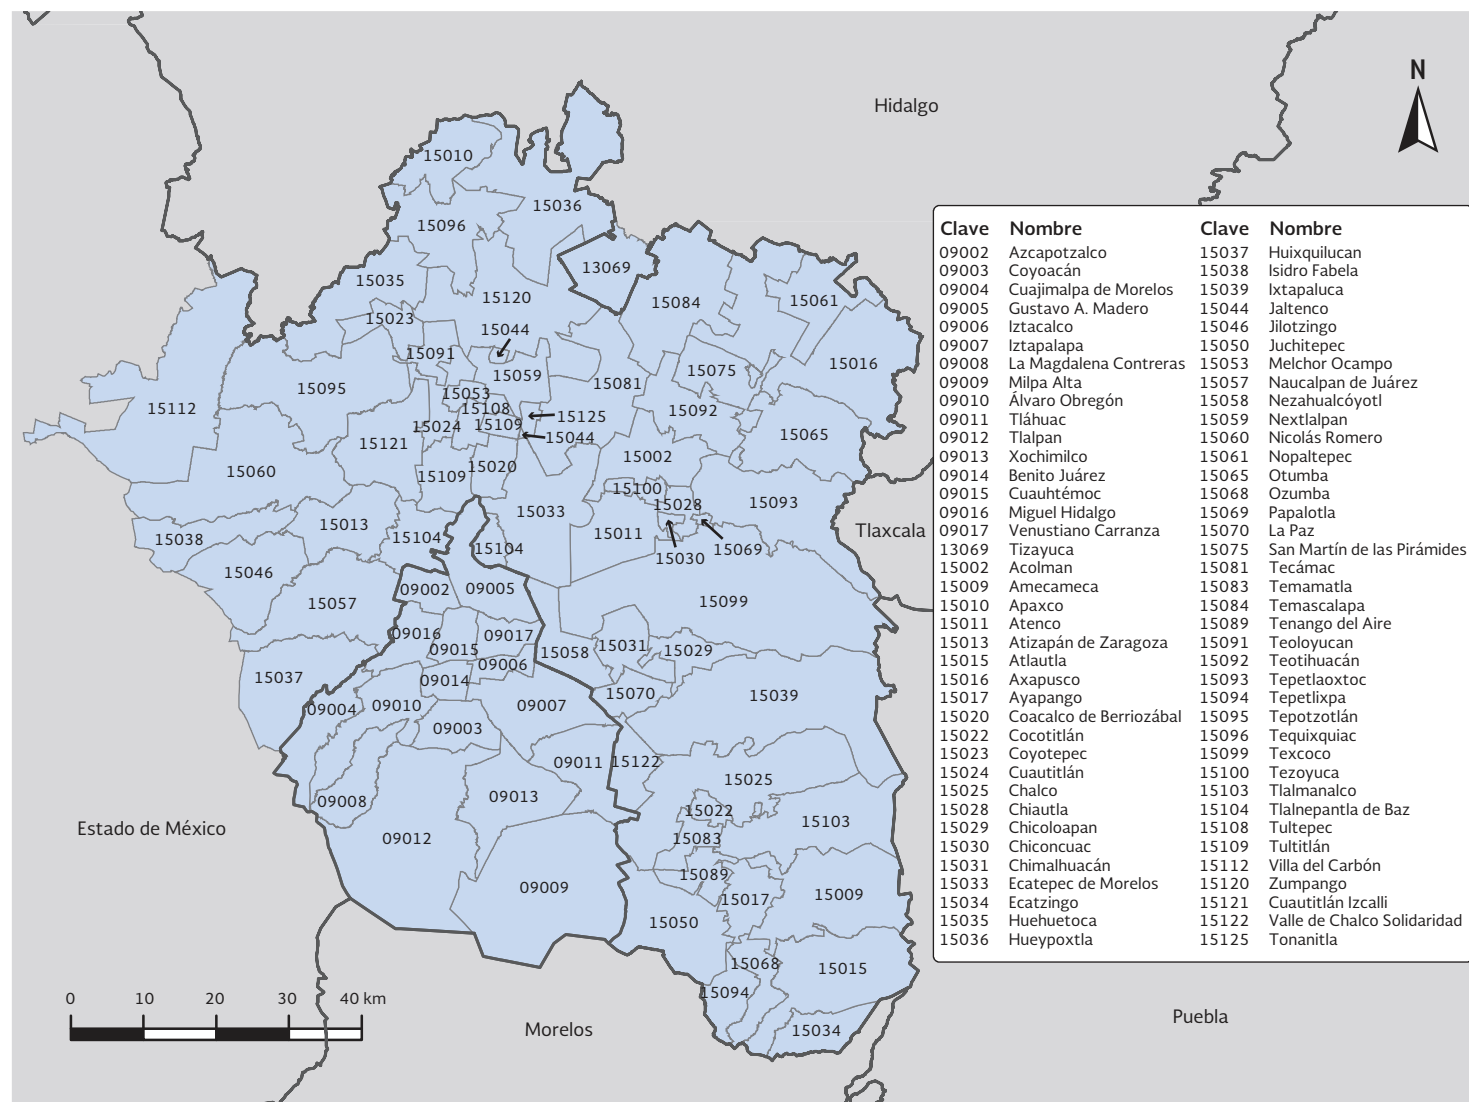 Hidalgo
N
15010
15036
15096
13069
15035
15120
15084
15061
15023
15044
15091
15016
15059
15075
15095
15081
15053
15112
15108
15125
15092
15024
15109
15044
15065
15121
15002
15060
15020
15109
15100
15093
15028
15033
15013
15011
15104
15038
15104
15069
15030
15046
09002
09005
15057
15099
09016
09017
15031
15015
15058
15029
09006
15037
09014
15070
15039
09004
09010
09007
09003
09011
15122
15025
09008
09013
15022
15103
09012
15083
15089
09009
15017
15009
15050
15068
15015
15094
15034
Tlaxcala
Estado de México
Morelos
Puebla
0 10 20 30 40 km
Clave Nombre Clave Nombre
09002 Azcapotzalco 15037 Huixquilucan
09003 Coyoacán 15038 Isidro Fabela
09004 Cuajimalpa de Morelos 15039 Ixtapaluca
09005 Gustavo A. Madero 15044 Jaltenco
09006 Iztacalco 15046 Jilotzingo
09007 Iztapalapa 15050 Juchitepec
09008 La Magdalena Contreras 15053 Melchor Ocampo
09009 Milpa Alta 15057 Naucalpan de Juárez
09010 Álvaro Obregón 15058 Nezahualcóyotl
09011 Tláhuac 15059 Nextlalpan
09012 Tlalpan 15060 Nicolás Romero
09013 Xochimilco 15061 Nopaltepec
09014 Benito Juárez 15065 Otumba
09015 Cuauhtémoc 15068 Ozumba
09016 Miguel Hidalgo 15069 Papalotla
09017 Venustiano Carranza 15070 La Paz
13069 Tizayuca 15075 San Martín de las Pirámides
15002 Acolman 15081 Tecámac
15009 Amecameca 15083 Temamatla
15010 Apaxco 15084 Temascalapa
15011 Atenco 15089 Tenango del Aire
15013 Atizapán de Zaragoza 15091 Teoloyucan
15015 Atlautla 15092 Teotihuacán
15016 Axapusco 15093 Tepetlaoxtoc
15017 Ayapango 15094 Tepetlixpa
15020 Coacalco de Berriozábal 15095 Tepotzotlán
15022 Cocotitlán 15096 Tequixquiac
15023 Coyotepec 15099 Texcoco
15024 Cuautitlán 15100 Tezoyuca
15025 Chalco 15103 Tlalmanalco
15028 Chiautla 15104 Tlalnepantla de Baz
15029 Chicoloapan 15108 Tultepec
15030 Chiconcuac 15109 Tultitlán
15031 Chimalhuacán 15112 Villa del Carbón
15033 Ecatepec de Morelos 15120 Zumpango
15034 Ecatzingo 15121 Cuautitlán Izcalli
15035 Huehuetoca 15122 Valle de Chalco Solidaridad
15036 Hueypoxtla 15125 Tonanitla